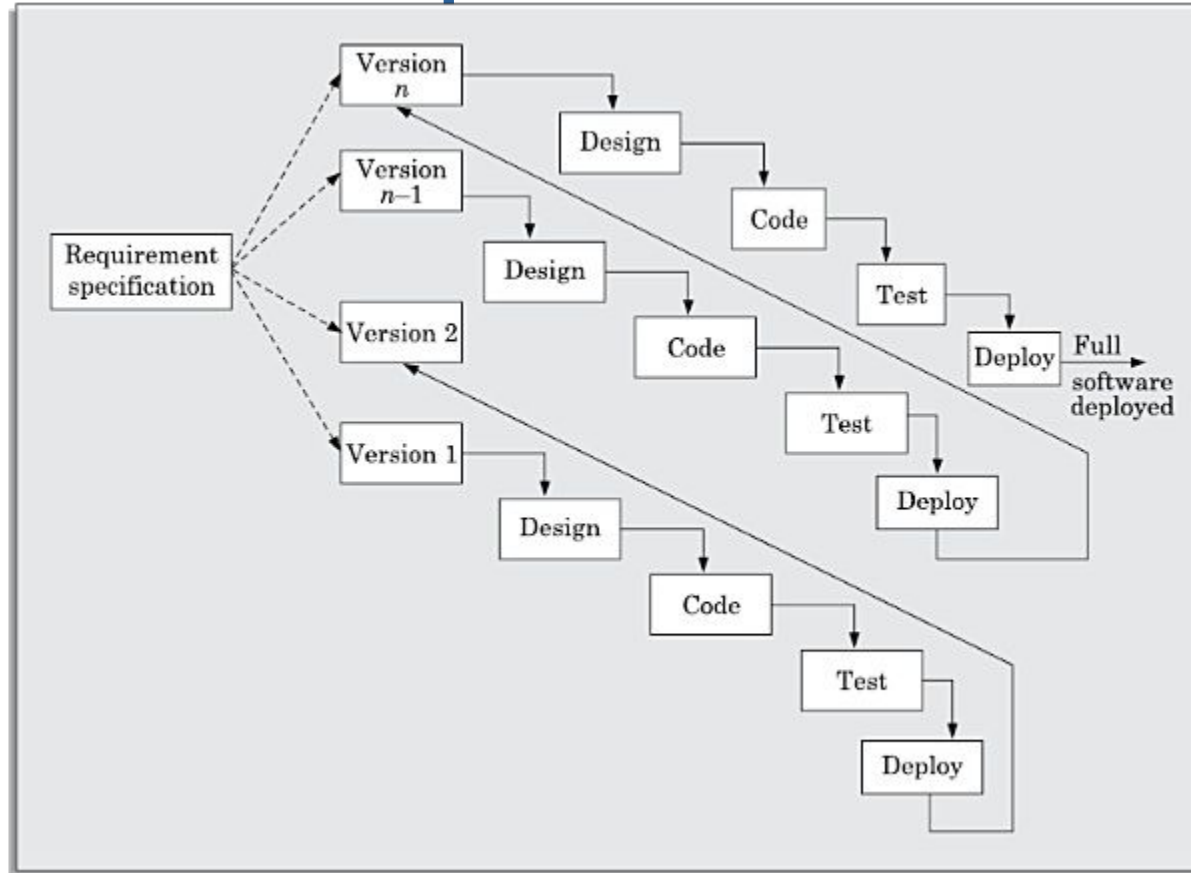 Version
n
Design
Code
Test
Deploy
Full
software
deployed
Version
n–1
Design
Code
Test
Deploy
Requirement
specification
Version 2
Version 1
Design
Code
Test
Deploy